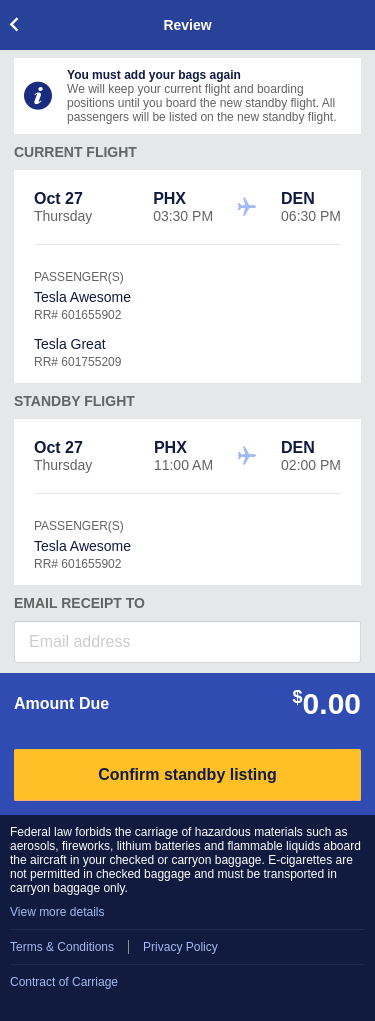 Review
You must add your bags again
We will keep your current flight and boarding
positions until you board the new standby flight. All
passengers will be listed on the new standby flight.
CURRENT FLIGHT
Oct 27 PHX DEN
Thursday 03:30 PM 06:30 PM
PASSENGER(S)
Tesla Awesome
RR# 601655902
Tesla Great
RR# 601755209
STANDBY FLIGHT
Oct 27 PHX DEN
Thursday 11:00 AM 02:00 PM
PASSENGER(S)
Tesla Awesome
RR# 601655902
EMAIL RECEIPT TO
Email address
Amount Due $0.00
Confirm standby listing
Federal law forbids the carriage of hazardous materials such as
aerosols, fireworks, lithium batteries and flammable liquids aboard
the aircraft in your checked or carryon baggage. E-cigarettes are
not permitted in checked baggage and must be transported in
carryon baggage only.
View more details
Terms & Conditions Privacy Policy
Contract of Carriage